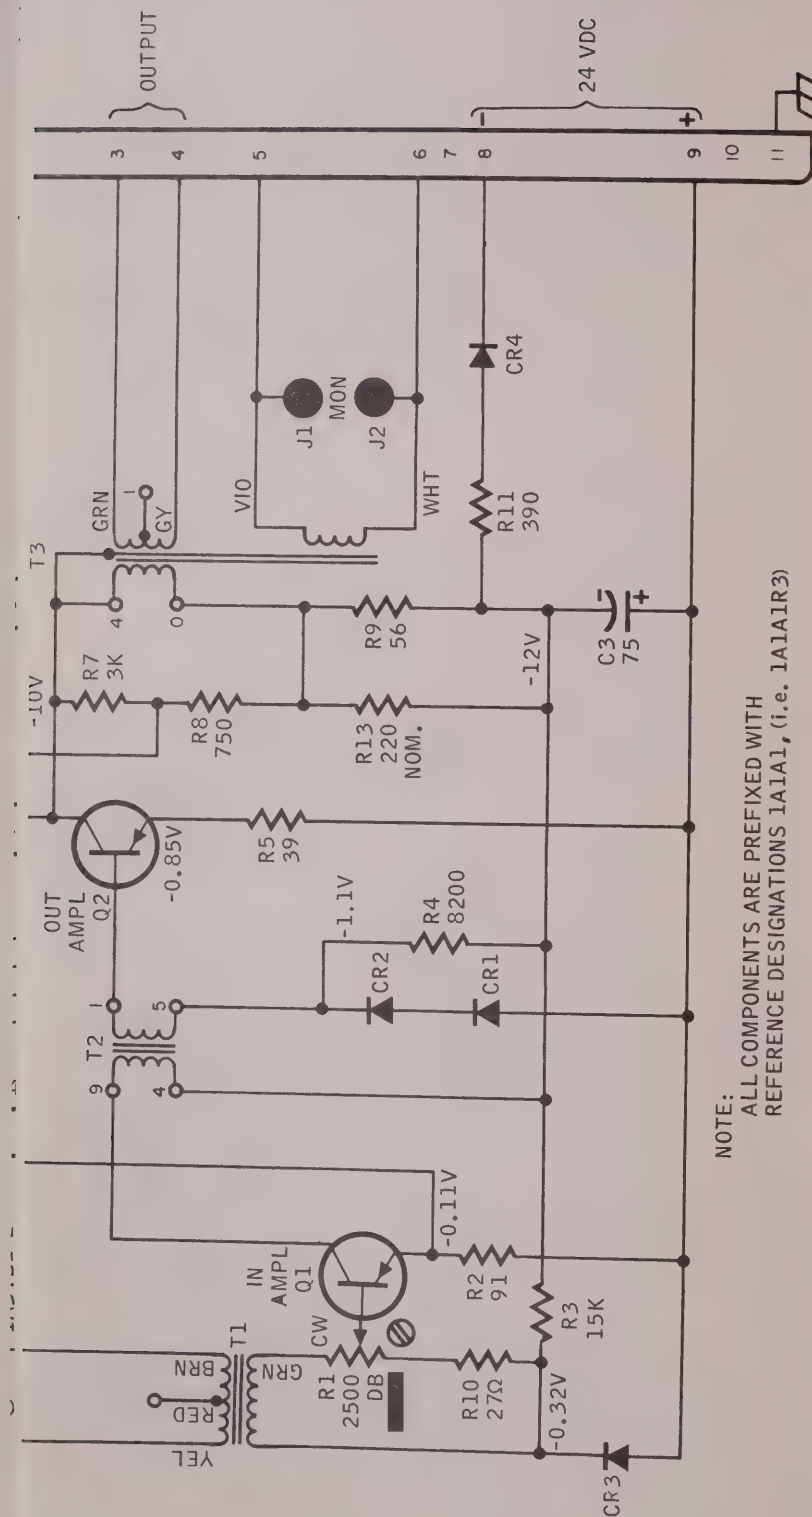 OUTPUT
24 VDC
3
4
5
6
7
8
-
9
+
10
11
GRN
1
GY
T3
4
0
VIO
J1
MON
J2
WHT
CR4
R11
390
-10V
R7
3K
R8
750
R9
56
R13
220
NOM.
-12V
C3
75
-
+
OUT
AMPL
Q2
-0.85V
R5
39
-1.1V
R4
8200
CR2
CR1
T2
1
5
9
4
IN
AMPL
Q1
-0.11V
R2
91
R3
15K
CW
R1
2500
DB
R10
27Ω
-0.32V
CR3
T1
BRN
RED
YEL
GRN
NOTE:
ALL COMPONENTS ARE PREFIXED WITH
REFERENCE DESIGNATIONS 1A1A1, (i.e. 1A1A1R3)